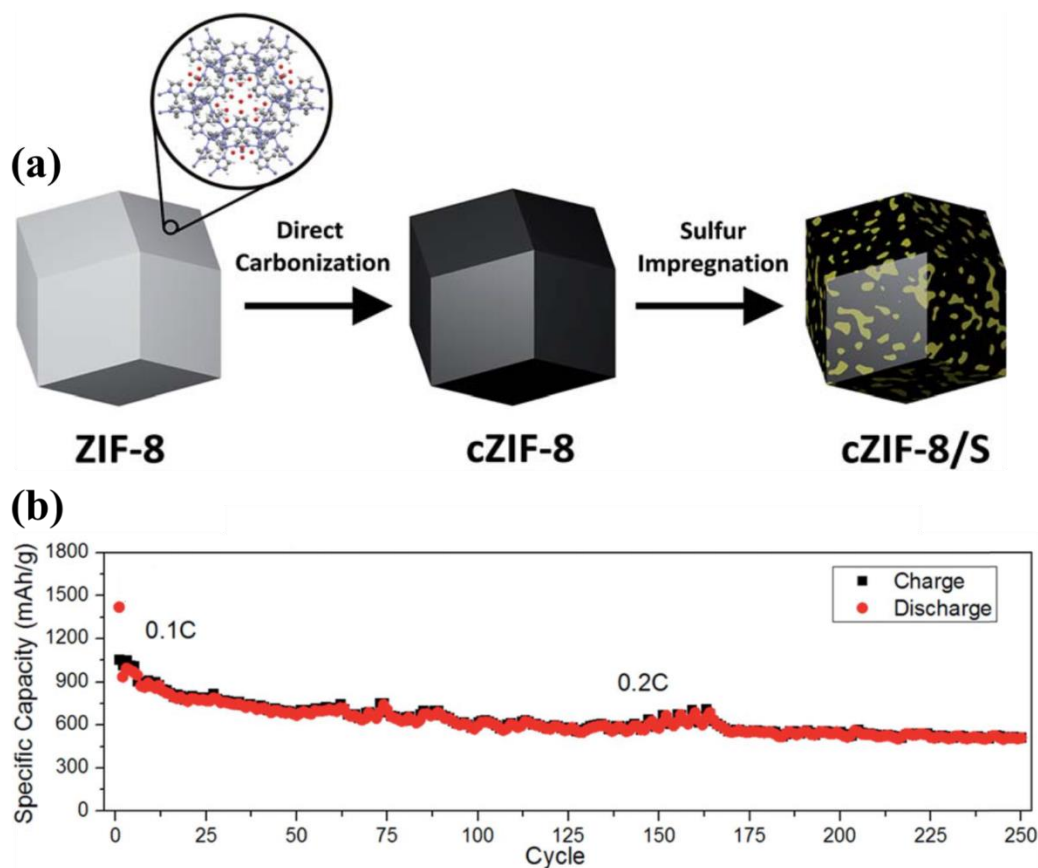 (a)
Direct
Carbonization
Sulfur
Impregnation
ZIF-8
cZIF-8
cZIF-8/S
(b)
Specific Capacity (mAh/g)
1800
1500
1200
900
600
300
0
0.1C
0.2C
Charge
Discharge
0 25 50 75 100 125 150 175 200 225 250
Cycle